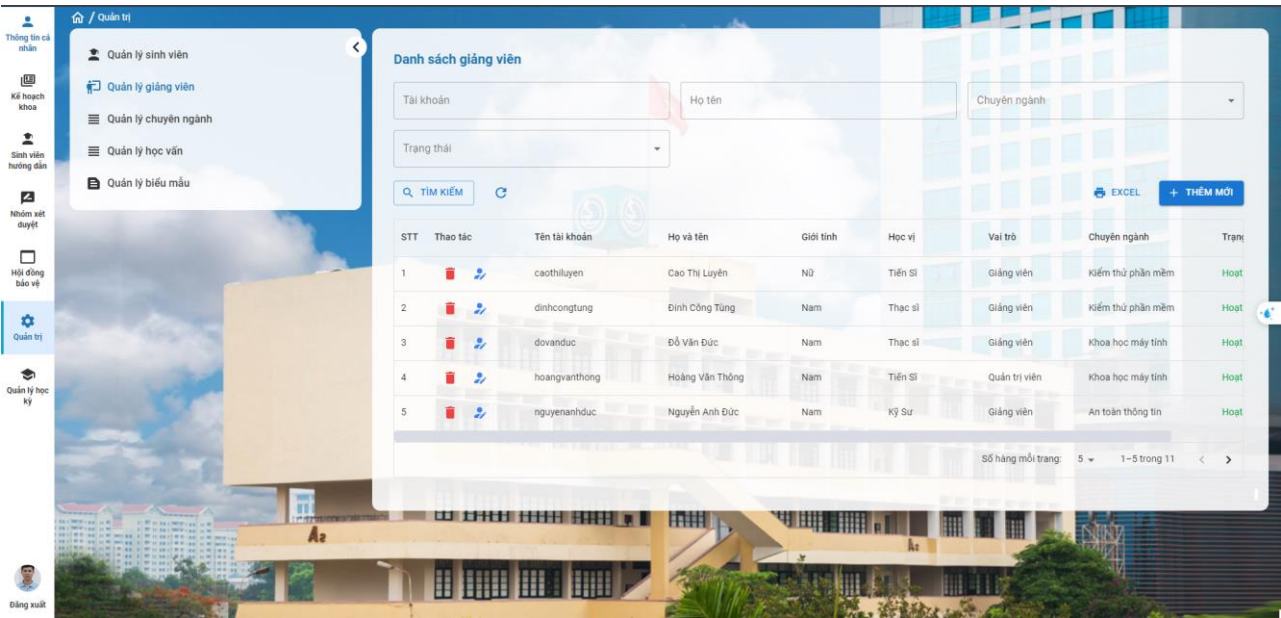 Thông tin cá
nhân
Kế hoạch
khoa
Sinh viên
hướng dẫn
Nhóm xét
duyệt
Hội đồng
bảo vệ
Quản trị
Quản lý học
kỳ
Đăng xuất
/ Quản trị
Quản lý sinh viên
Quản lý giảng viên
Quản lý chuyên ngành
Quản lý học vấn
Quản lý biểu mẫu
Danh sách giảng viên
Tài khoản Họ tên Chuyên ngành
Trạng thái
TÌM KIẾM EXCEL + THÊM MỚI
STT Thao tác Tên tài khoản Họ và tên Giới tính Học vị Vai trò Chuyên ngành Trạng
1 caothiluyen Cao Thị Luyên Nữ Tiến Sĩ Giảng viên Kiểm thử phần mềm Hoạt
2 dinhcongtung Đinh Công Tùng Nam Thạc sĩ Giảng viên Kiểm thử phần mềm Hoạt
3 dovanduc Đỗ Văn Đức Nam Thạc sĩ Giảng viên Khoa học máy tính Hoạt
4 hoangvanthong Hoàng Văn Thông Nam Tiến Sĩ Quản trị viên Khoa học máy tính Hoạt
5 nguyenanhduc Nguyễn Anh Đức Nam Kỹ Sư Giảng viên An toàn thông tin Hoạt
Số hàng mỗi trang: 5 1–5 trong 11
A2